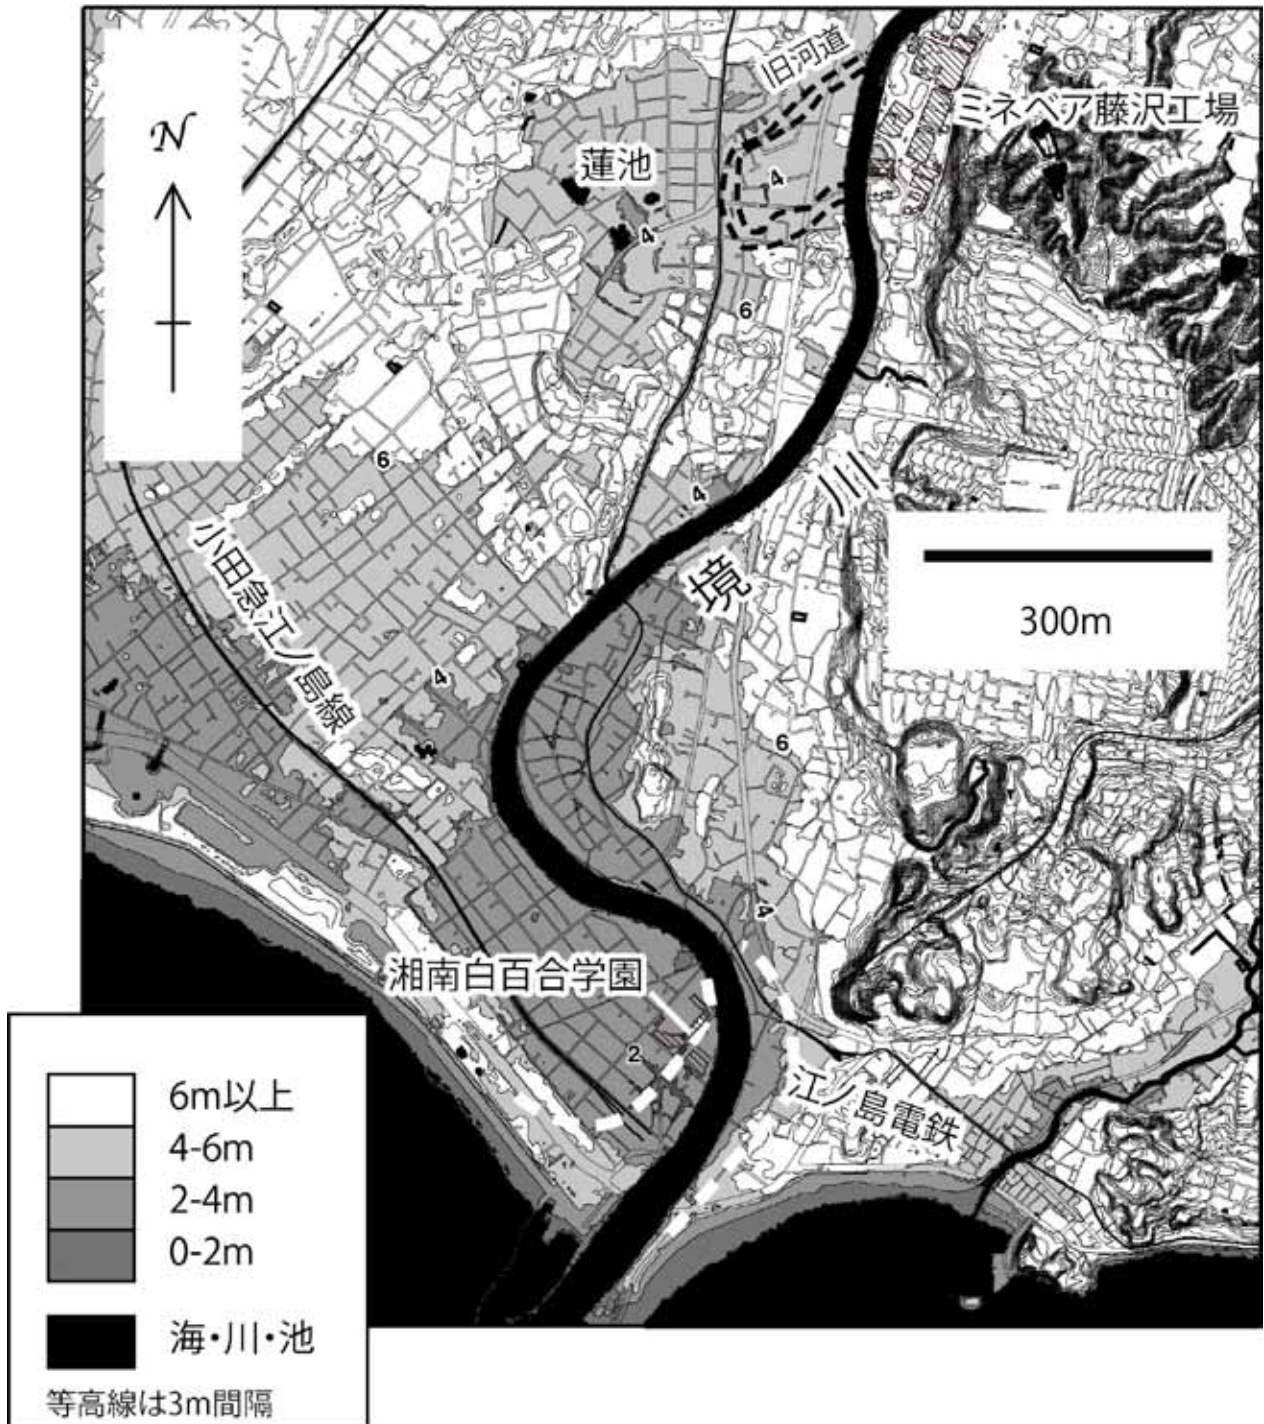 旧河道
ミネベア藤沢工場
N
蓮池
4
4
6
6
4
境
川
300m
小田急江ノ島線
4
6
4
湘南白百合学園
2
江ノ島電鉄
6m以上
4-6m
2-4m
0-2m
海・川・池
等高線は3m間隔